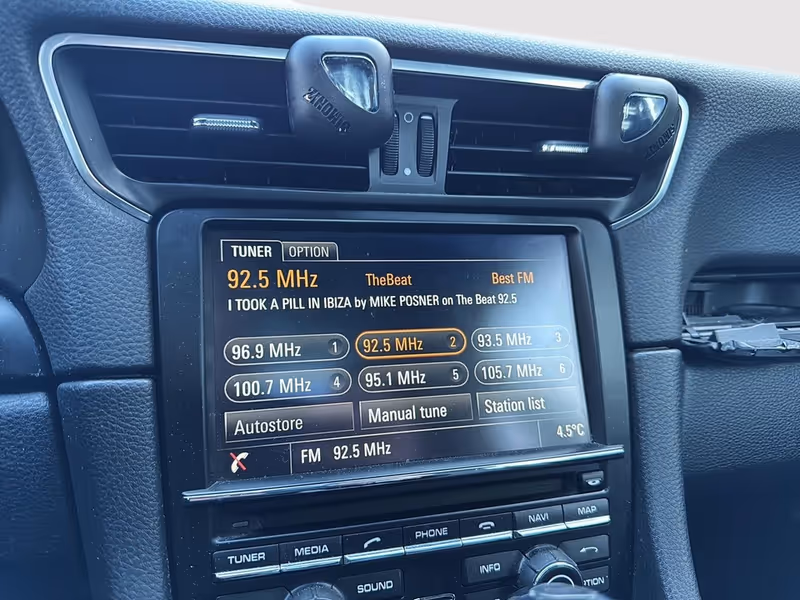 2MONTHS
2MONTHS
TUNER OPTION
92.5 MHz TheBeat Best FM
I TOOK A PILL IN IBIZA by MIKE POSNER on The Beat 92.5
96.9 MHz 1 92.5 MHz 2 93.5 MHz 3
100.7 MHz 4 95.1 MHz 5 105.7 MHz 6
Autostore Manual tune Station list
FM 92.5 MHz 4.5°C
TUNER MEDIA PHONE NAVI MAP
SOUND INFO